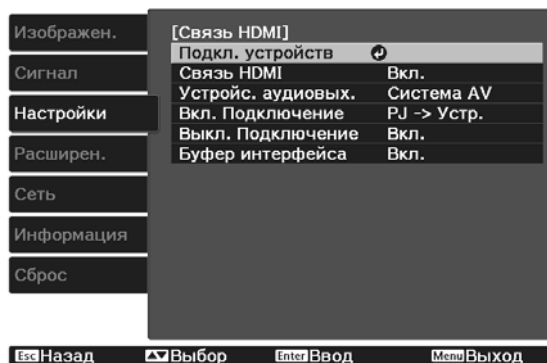 Изображен.
Сигнал
Настройки
Расширен.
Сеть
Информация
Сброс
[Связь HDMI]
Подкл. устройств
Связь HDMI Вкл.
Устройс. аудиовых. Система AV
Вкл. Подключение PJ -> Устр.
Выкл. Подключение Вкл.
Буфер интерфейса Вкл.
Esc Назад Выбор Enter Ввод Menu Выход